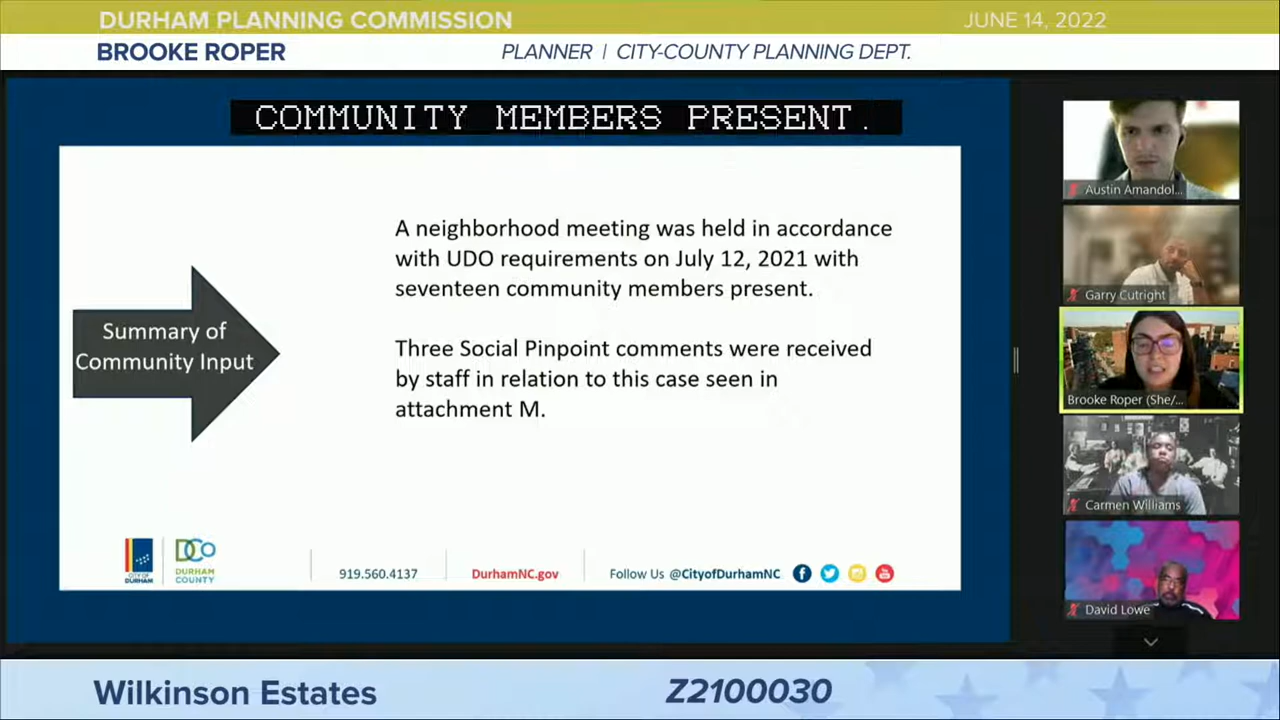 DURHAM PLANNING COMMISSION
JUNE 14, 2022
BROOKE ROPER
PLANNER | CITY-COUNTY PLANNING DEPT.
COMMUNITY MEMBERS PRESENT.
Summary of
Community Input
A neighborhood meeting was held in accordance
with UDO requirements on July 12, 2021 with
seventeen community members present.
Three Social Pinpoint comments were received
by staff in relation to this case seen in
attachment M.
CITY OF
DURHAM
DCO
DURHAM
COUNTY
919.560.4137
DurhamNC.gov
Follow Us @CityofDurhamNC
Austin Amandol...
Garry Cutright
Brooke Roper (She/...
Carmen Williams
David Lowe
Wilkinson Estates
Z2100030